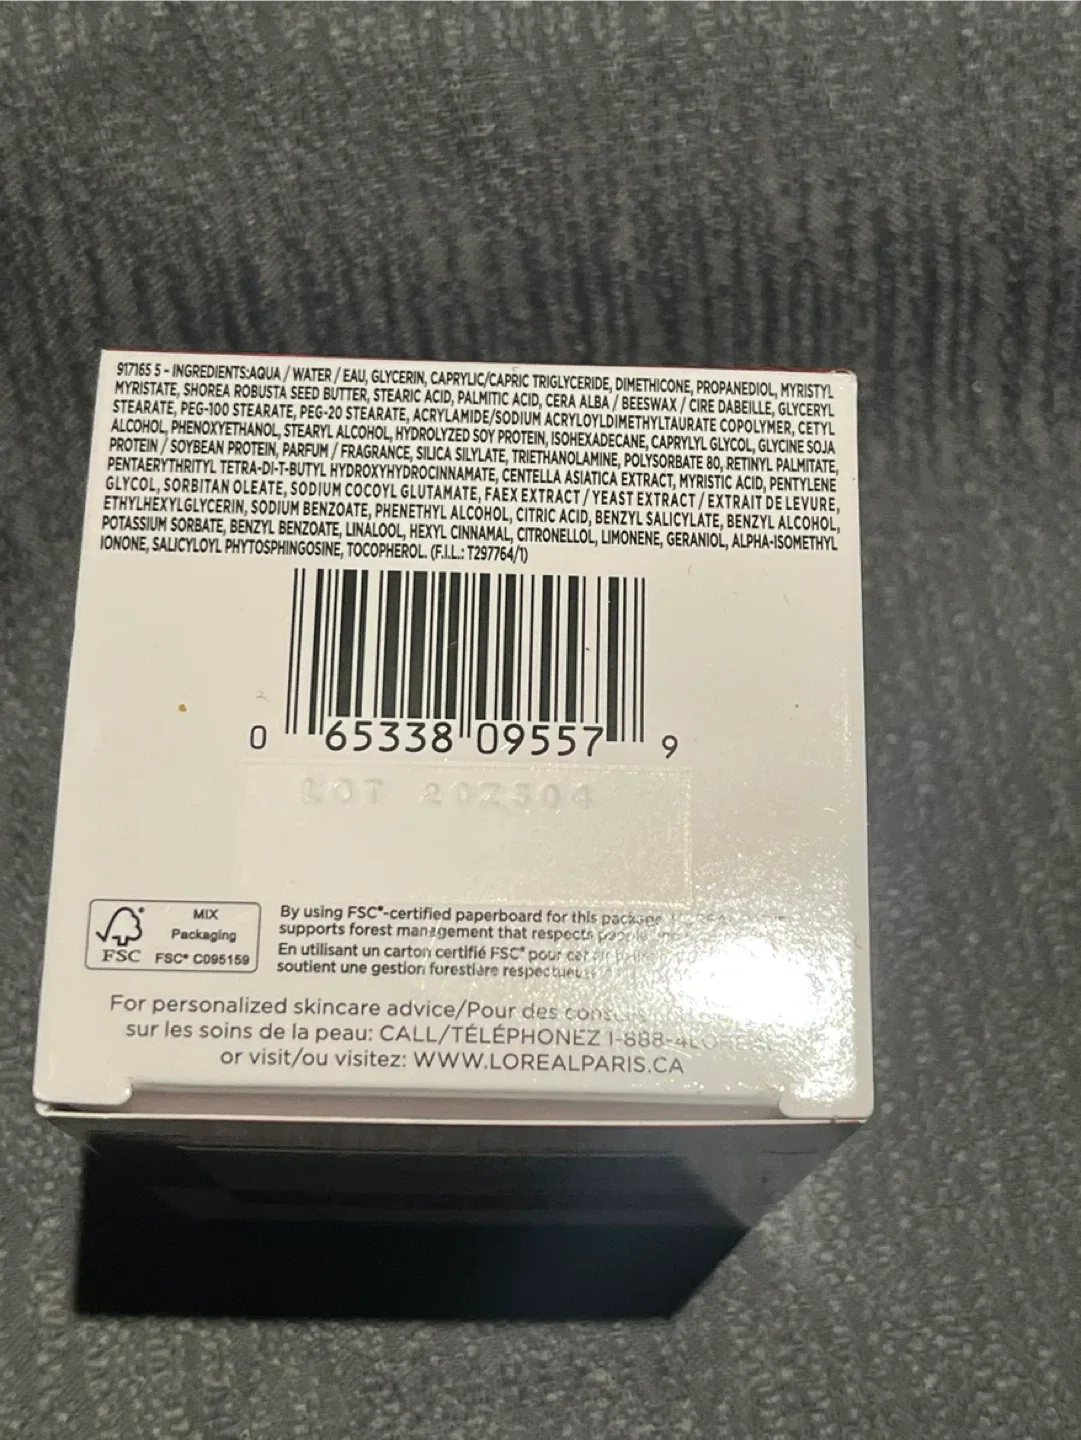 917165 5 - INGREDIENTS:AQUA / WATER / EAU, GLYCERIN, CAPRYLIC/CAPRIC TRIGLYCERIDE, DIMETHICONE, PROPANEDIOL, MYRISTYL
MYRISTATE, SHOREA ROBUSTA SEED BUTTER, STEARIC ACID, PALMITIC ACID, CERA ALBA / BEESWAX / CIRE DABEILLE, GLYCERYL
STEARATE, PEG-100 STEARATE, PEG-20 STEARATE, ACRYLAMIDE/SODIUM ACRYLOYLDIMETHYLTAURATE COPOLYMER, CETYL
ALCOHOL, PHENOXYETHANOL, STEARYL ALCOHOL, HYDROLYZED SOY PROTEIN, ISOHEXADECANE, CAPRYLYL GLYCOL, GLYCINE SOJA
PROTEIN / SOYBEAN PROTEIN, PARFUM / FRAGRANCE, SILICA SILYLATE, TRIETHANOLAMINE, POLYSORBATE 80, RETINYL PALMITATE,
PENTAERYTHRITYL TETRA-DI-T-BUTYL HYDROXYHYDROCINNAMATE, CENTELLA ASIATICA EXTRACT, MYRISTIC ACID, PENTYLENE
GLYCOL, SORBITAN OLEATE, SODIUM COCOYL GLUTAMATE, FAEX EXTRACT / YEAST EXTRACT / EXTRAIT DE LEVURE,
ETHYLHEXYLGLYCERIN, SODIUM BENZOATE, PHENETHYL ALCOHOL, CITRIC ACID, BENZYL SALICYLATE, BENZYL ALCOHOL,
POTASSIUM SORBATE, BENZYL BENZOATE, LINALOOL, HEXYL CINNAMAL, CITRONELLOL, LIMONENE, GERANIOL, ALPHA-ISOMETHYL
IONONE, SALICYLOYL PHYTOSPHINGOSINE, TOCOPHEROL. (F.I.L.: T297764/1)
0 65338 09557 9
LOT
FSC
MIX
Packaging
FSC® C095159
By using FSC®-certified paperboard for this package
supports forest management that respects
En utilisant un carton certifié FSC® pour cet
soutient une gestion forestière
For personalized skincare advice/Pour des conseils
sur les soins de la peau: CALL/TÉLÉPHONEZ 1-888-4LOREAL
or visit/ou visitez: WWW.LOREALPARIS.CA